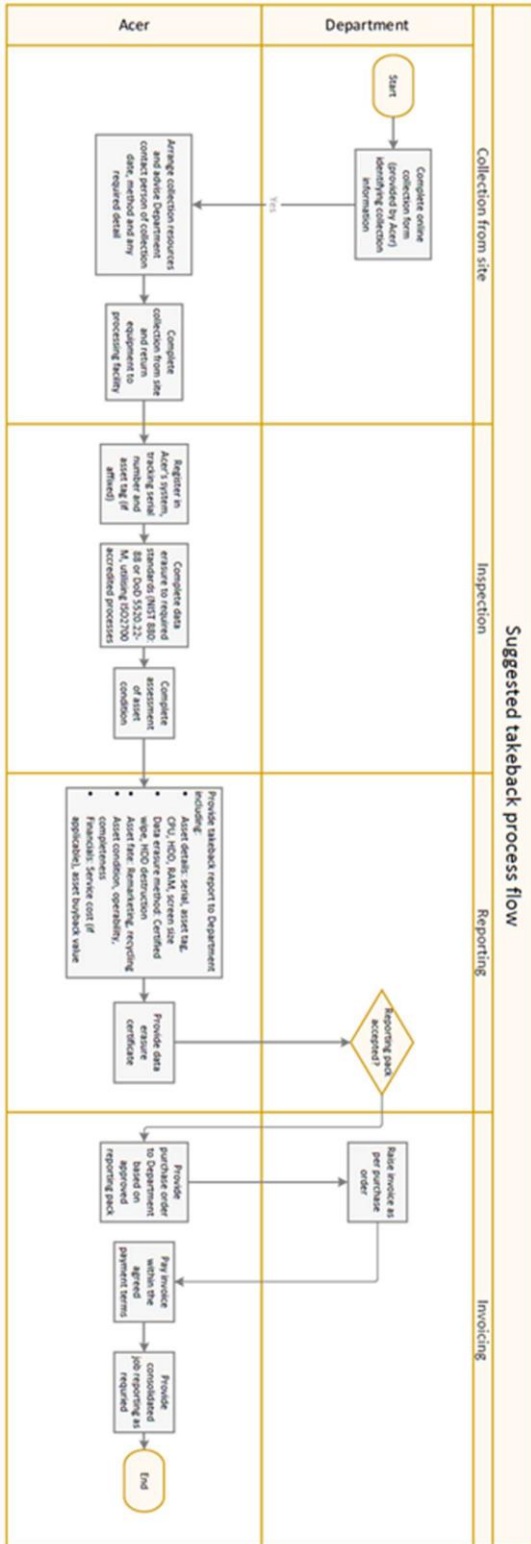 Suggested takeback process flow
Collection from site
Inspection
Reporting
Invoicing
Department
Acer
Start
Complete online
collection form
(provided by Acer)
identifying collection
information
Yes
Arrange collection resources
and advise Department
contact person of collection
date, method and any
required detail
Complete
collection from site
and return
equipment to
processing facility
Register in
Acer's system,
tracking serial
number and
asset tag (if
affixed)
Complete data
erasure to required
standards (NIST 880:
88 or DoD 5520.22-
M, utilising ISO2700
accredited processes
Complete
assessment
of asset
condition
Provide takeback report to Department
including:
• Asset details: serial, asset tag,
CPU, HDD, RAM, screen size
• Data erasure method: Certified
wipe, HDD destruction
• Asset fate: Remarketing, recycling
• Asset condition, operability,
completeness
• Financials: Service cost (if
applicable), asset buyback value
Provide data
erasure
certificate
Reporting pack
accepted?
Provide
purchase order
to Department
based on
approved
reporting pack
Raise invoice as
per purchase
order
Pay invoice
within the
agreed
payment terms
Provide
consolidated
job reporting as
requried
End